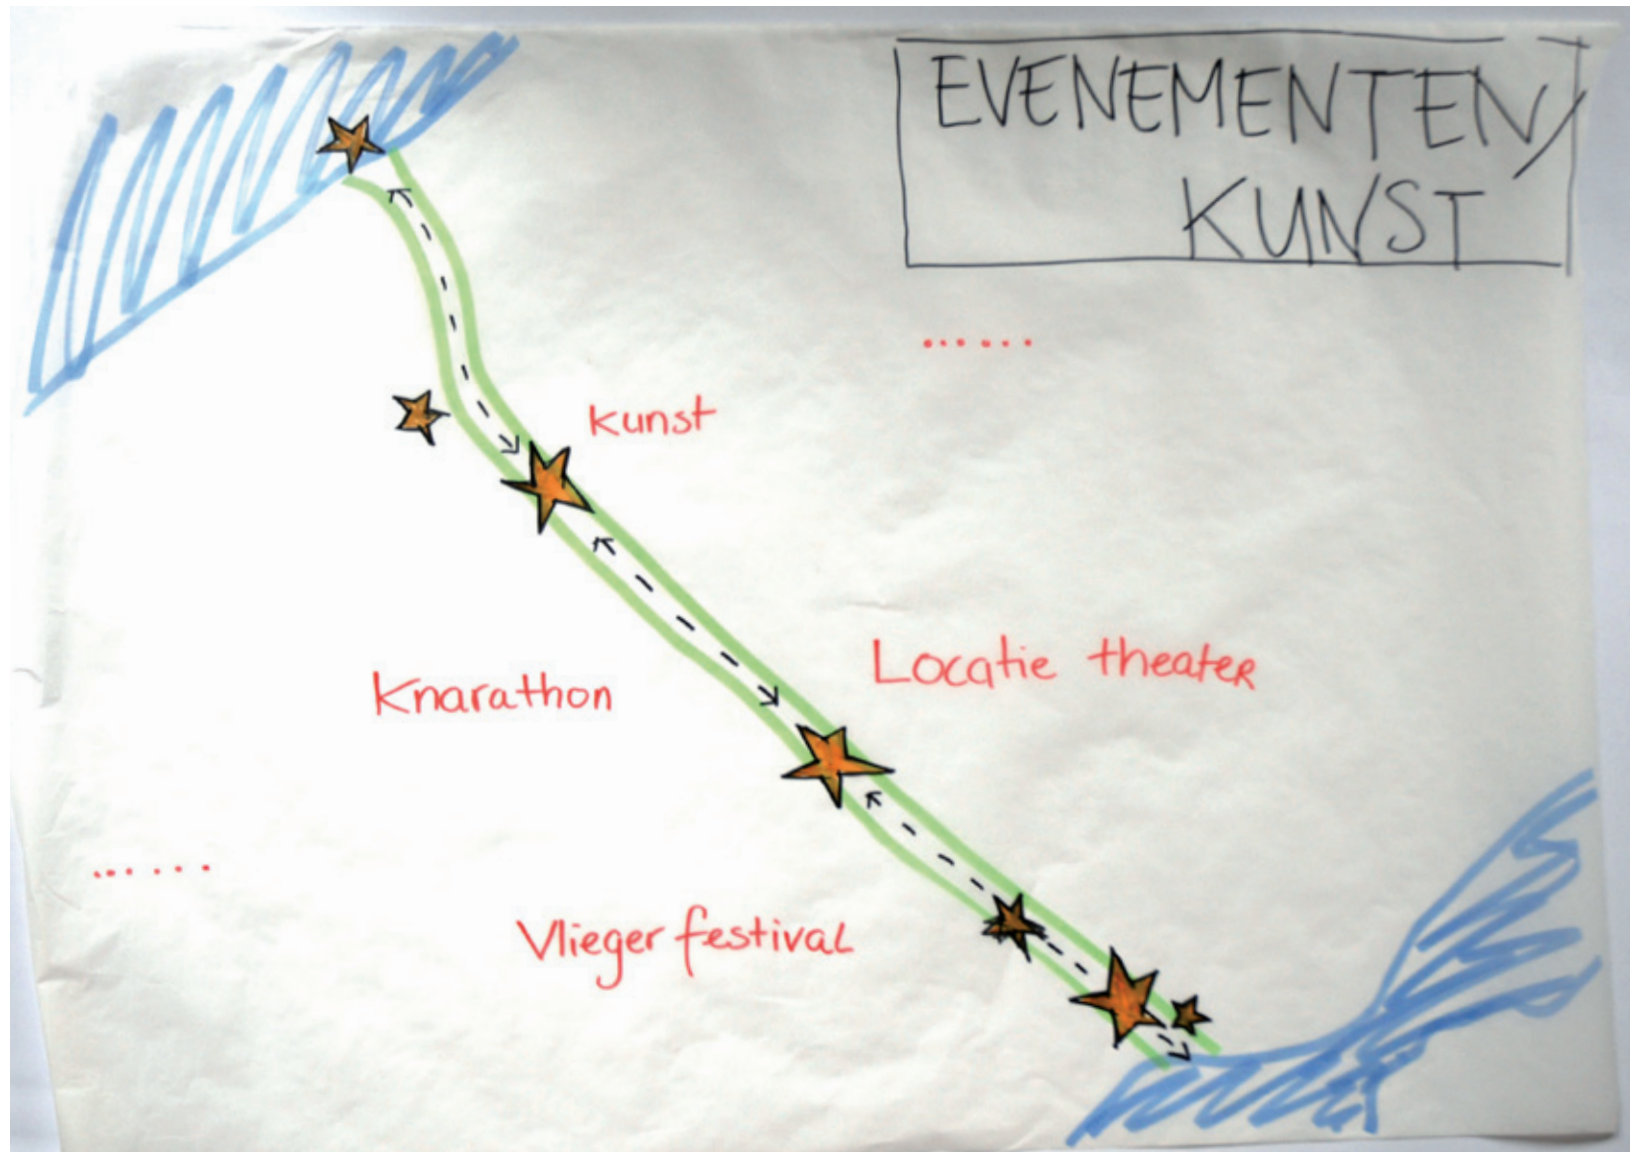 EVENEMENTEN/
KUNST
......
kunst
Locatie theater
Knarathon
......
Vlieger festival